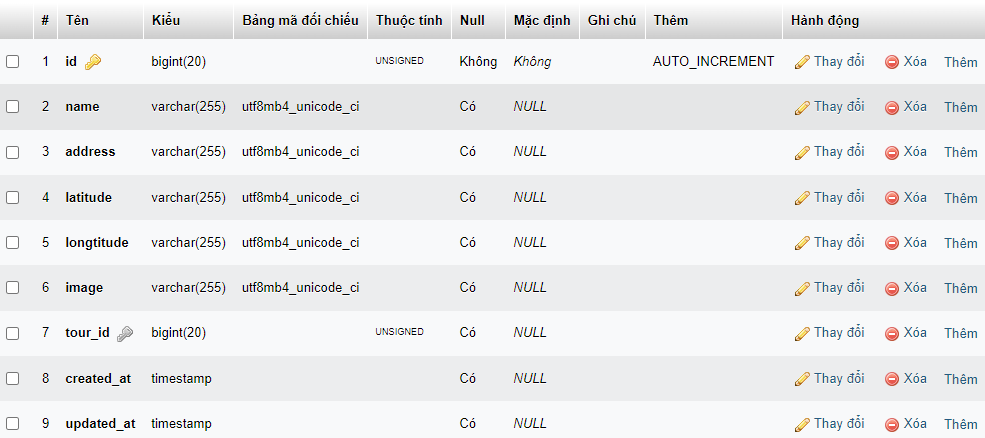 # Tên Kiểu Bảng mã đối chiếu Thuộc tính Null Mặc định Ghi chú Thêm Hành động
1 id bigint(20) UNSIGNED Không Không AUTO_INCREMENT Thay đổi Xóa Thêm
2 name varchar(255) utf8mb4_unicode_ci Có NULL Thay đổi Xóa Thêm
3 address varchar(255) utf8mb4_unicode_ci Có NULL Thay đổi Xóa Thêm
4 latitude varchar(255) utf8mb4_unicode_ci Có NULL Thay đổi Xóa Thêm
5 longtitude varchar(255) utf8mb4_unicode_ci Có NULL Thay đổi Xóa Thêm
6 image varchar(255) utf8mb4_unicode_ci Có NULL Thay đổi Xóa Thêm
7 tour_id bigint(20) UNSIGNED Có NULL Thay đổi Xóa Thêm
8 created_at timestamp Có NULL Thay đổi Xóa Thêm
9 updated_at timestamp Có NULL Thay đổi Xóa Thêm